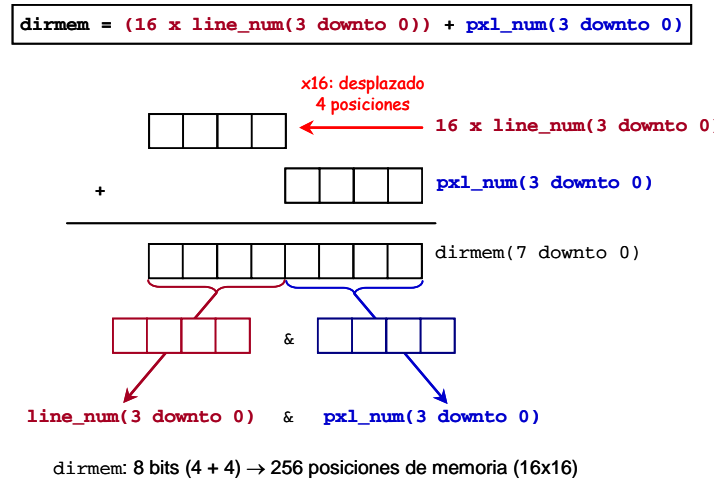 dirmem = (16 x line_num(3 downto 0)) + pxl_num(3 downto 0)
x16: desplazado
4 posiciones
16 x line_num(3 downto 0)
+
pxl_num(3 downto 0)
dirmem(7 downto 0)
&
line_num(3 downto 0) & pxl_num(3 downto 0)
dirmem: 8 bits (4 + 4) → 256 posiciones de memoria (16x16)